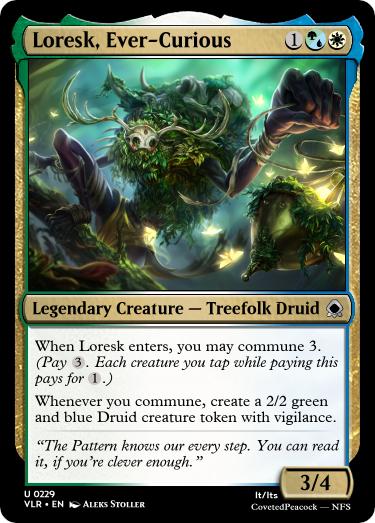 Loresk, Ever-Curious 1
Legendary Creature — Treefolk Druid
When Loresk enters, you may commune 3.
(Pay 3. Each creature you tap while paying this
pays for 1.)
Whenever you commune, create a 2/2 green
and blue Druid creature token with vigilance.
“The Pattern knows our every step. You can read
it, if you’re clever enough.”
3/4
U 0229 It/Its
VLR • EN Aleks Stoller CovetedPeacock — NFS